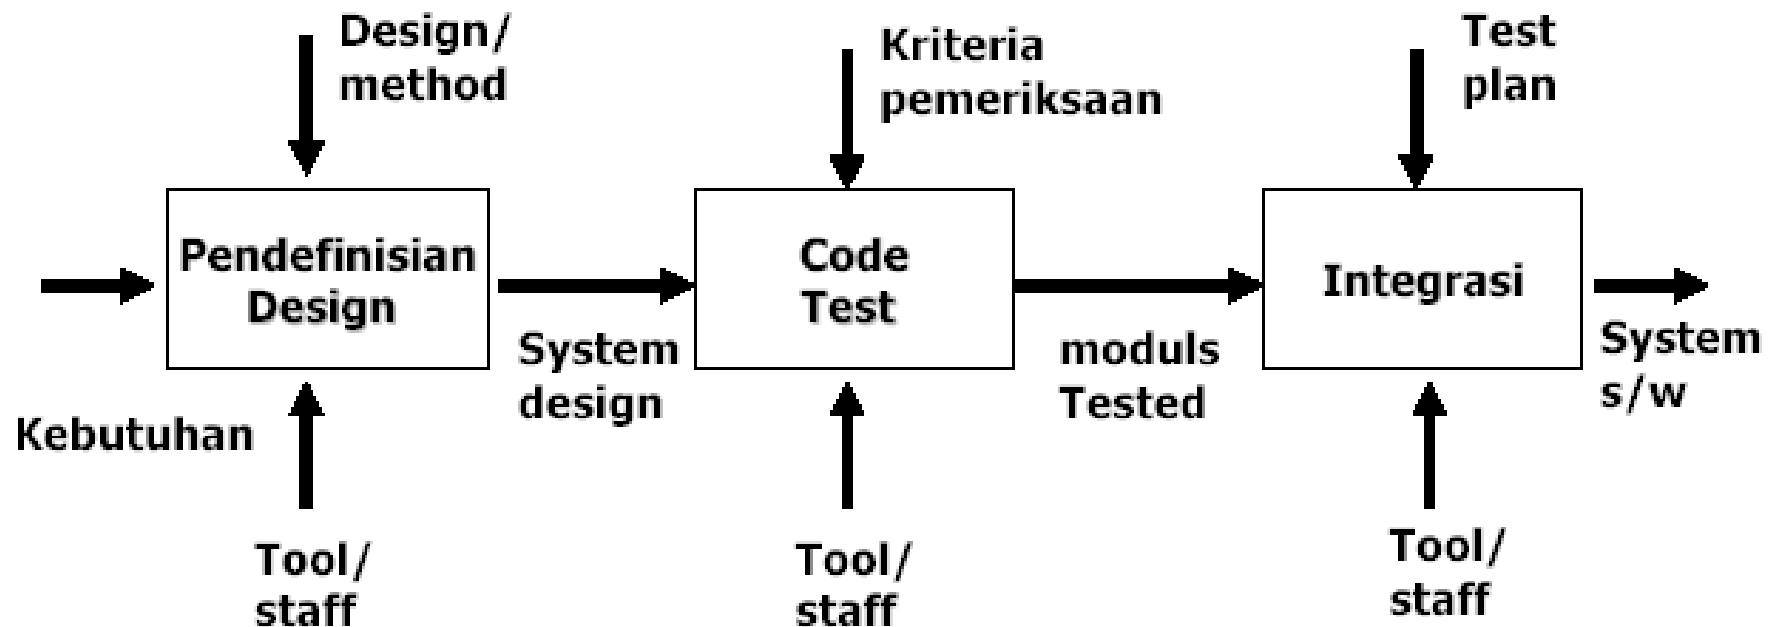 Design/
method
Kriteria
pemeriksaan
Test
plan
Pendefinisian
Design
Code
Test
Integrasi
Kebutuhan
System
design
moduls
Tested
System
s/w
Tool/
staff
Tool/
staff
Tool/
staff